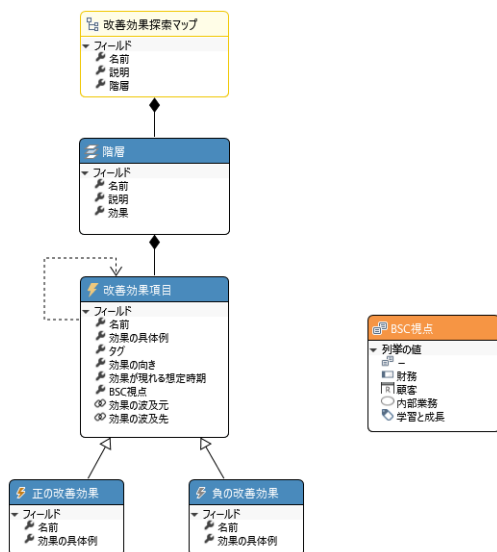 改善効果探索マップ
フィールド
名前
説明
階層
階層
フィールド
名前
説明
効果
改善効果項目
フィールド
名前
効果の具体例
タグ
効果の向き
効果が現れる想定時期
BSC視点
効果の波及元
効果の波及先
BSC視点
列挙の値
－
財務
R 顧客
内部業務
学習と成長
正の改善効果
フィールド
名前
効果の具体例
負の改善効果
フィールド
名前
効果の具体例